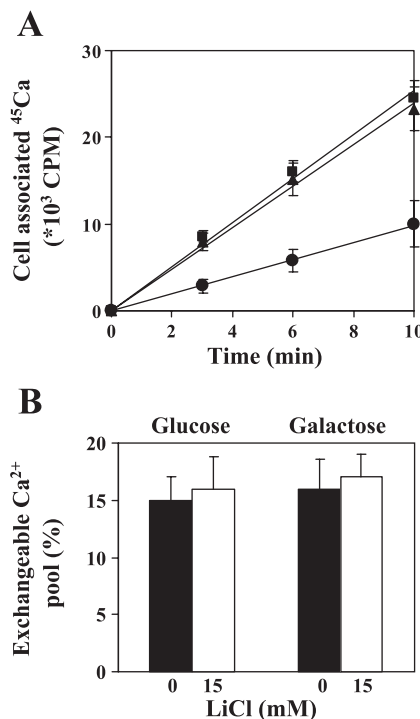 A
30
20
10
0
Cell associated ⁴⁵Ca
(*10³ CPM)
0 2 4 6 8 10
Time (min)
B
Glucose Galactose
20
15
10
5
0
Exchangeable Ca²⁺
pool (%)
0 15 0 15
LiCl (mM)